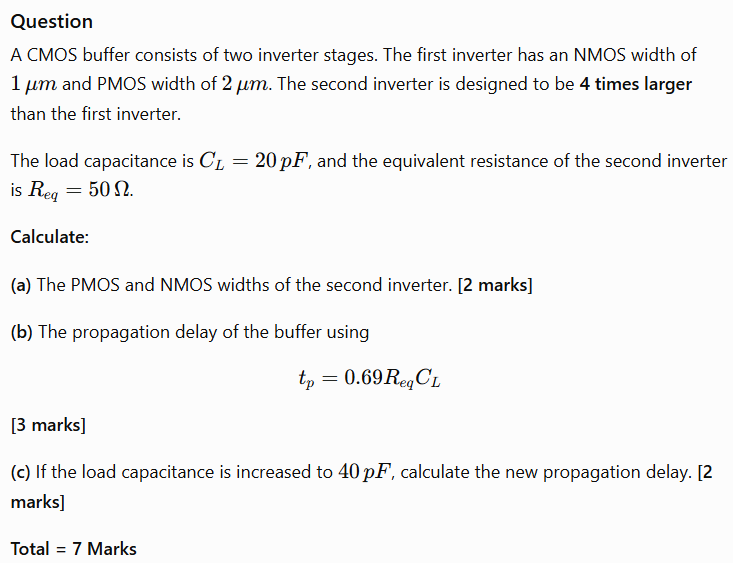 Question
A CMOS buffer consists of two inverter stages. The first inverter has an NMOS width of
1 μm and PMOS width of 2 μm. The second inverter is designed to be 4 times larger
than the first inverter.
The load capacitance is C_L = 20 pF, and the equivalent resistance of the second inverter
is R_eq = 50 Ω.
Calculate:
(a) The PMOS and NMOS widths of the second inverter. [2 marks]
(b) The propagation delay of the buffer using
t_p = 0.69R_eqC_L
[3 marks]
(c) If the load capacitance is increased to 40 pF, calculate the new propagation delay. [2
marks]
Total = 7 Marks